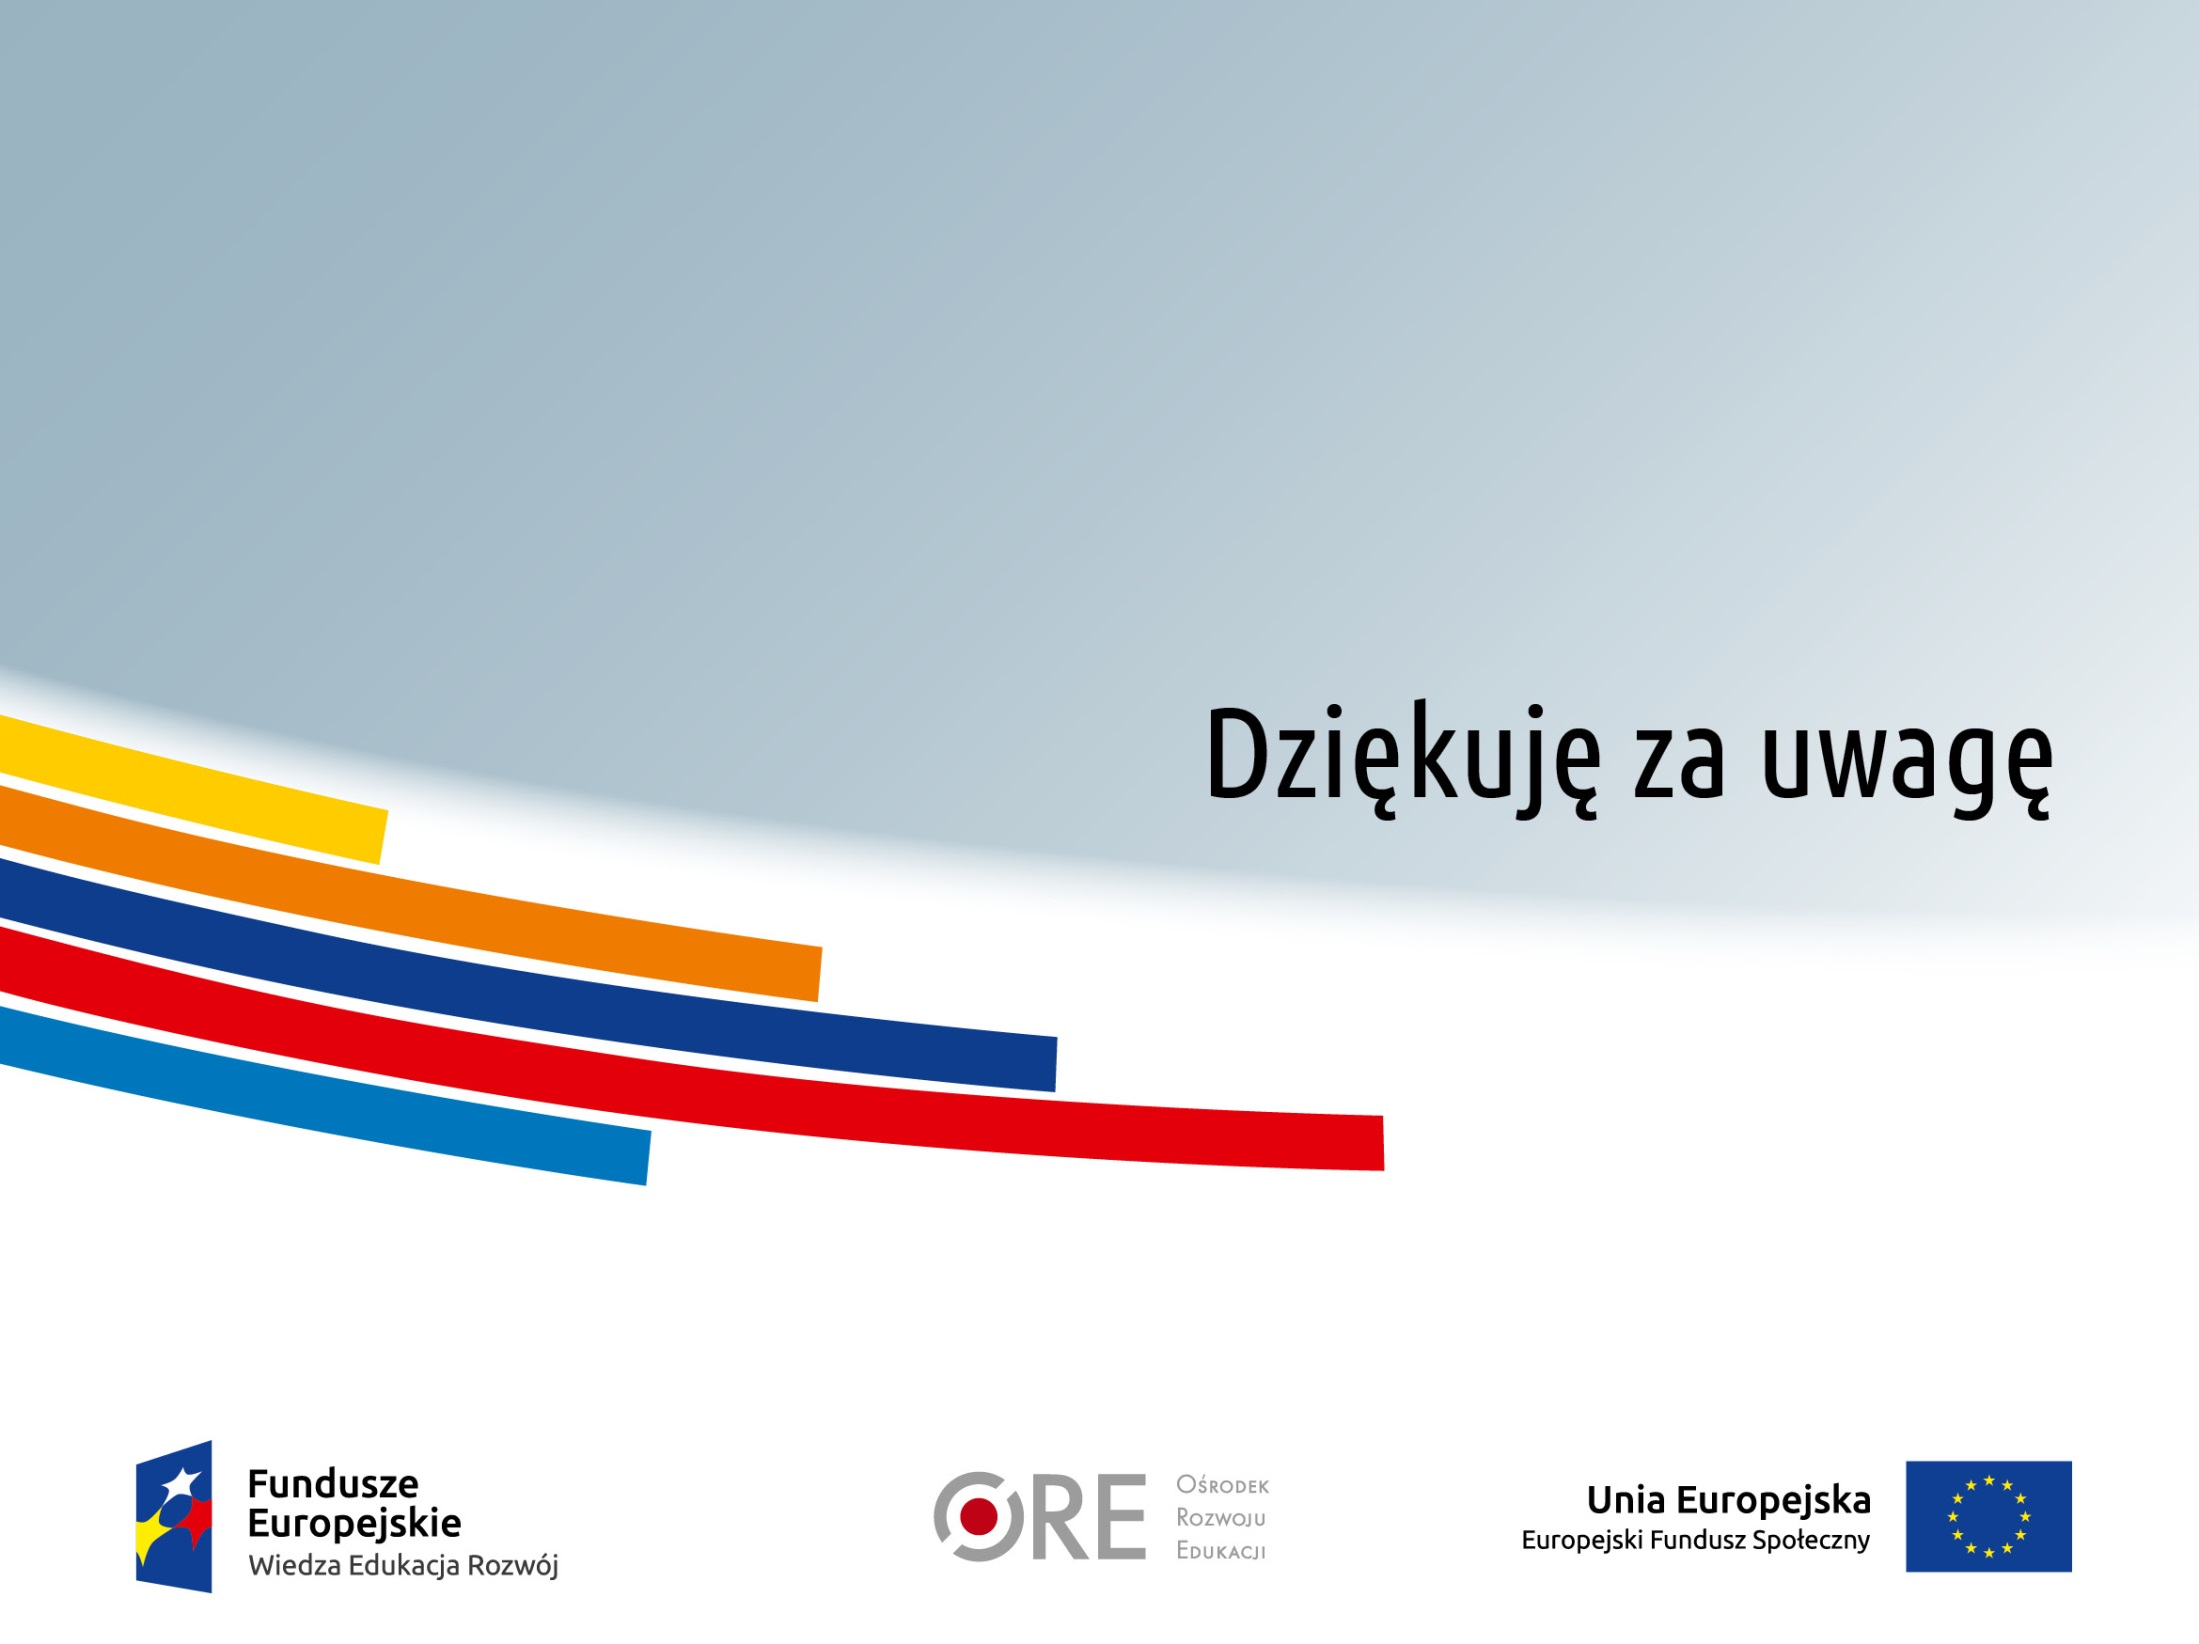 Dziękuję za uwagę
Fundusze
Europejskie
Wiedza Edukacja Rozwój
ORE
Ośrodek
Rozwoju
Edukacji
Unia Europejska
Europejski Fundusz Społeczny